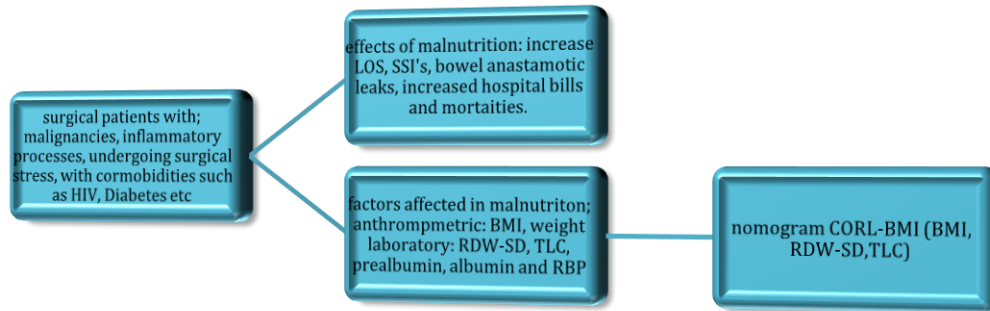 surgical patients with;
malignancies, inflammatory
processes, undergoing surgical
stress, with cormobidities such
as HIV, Diabetes etc
effects of malnutrition: increase
LOS, SSI's, bowel anastamotic
leaks, increased hospital bills
and mortaities.
factors affected in malnutriton;
anthrompmetric: BMI, weight
laboratory: RDW-SD, TLC,
prealbumin, albumin and RBP
nomogram CORL-BMI (BMI,
RDW-SD,TLC)